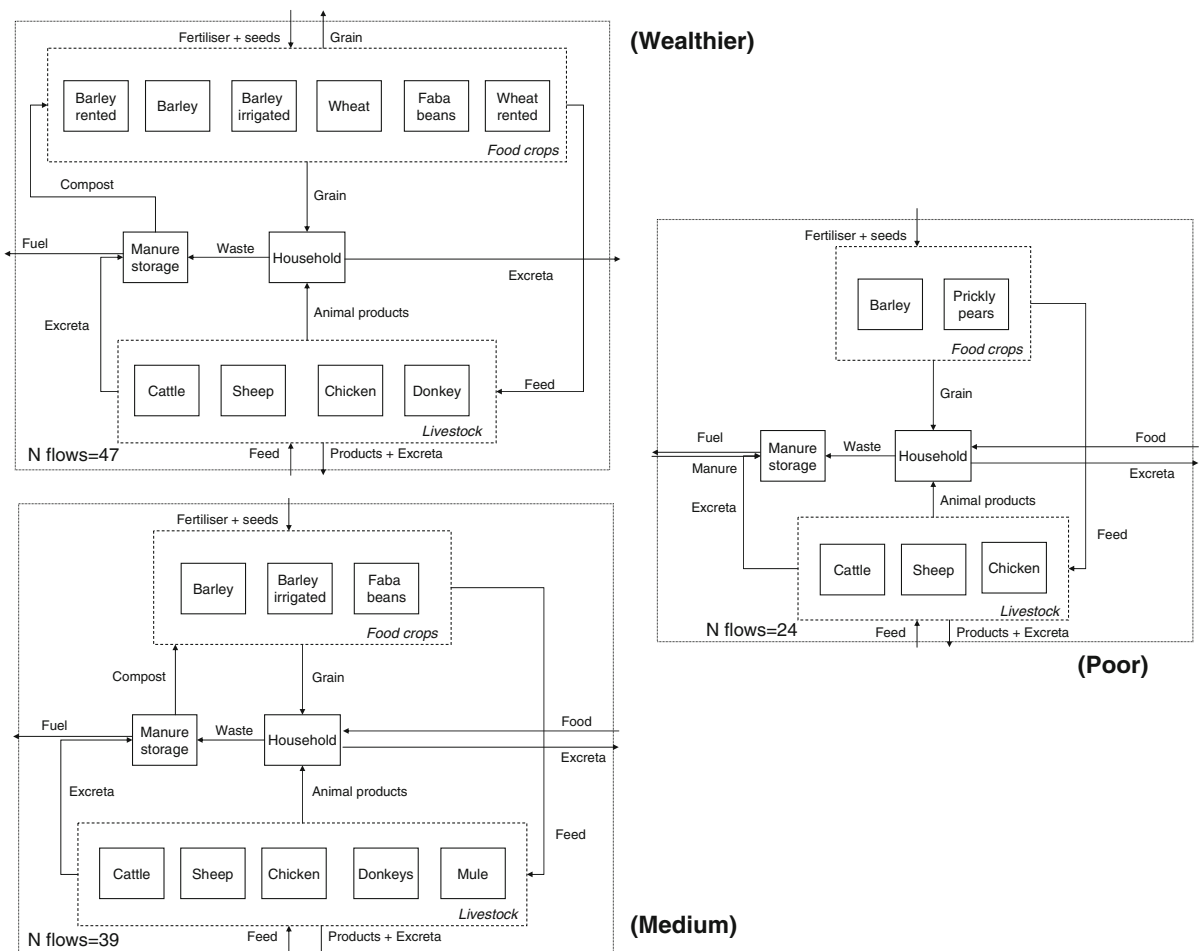 (Wealthier)
Fertiliser + seeds
Grain
Barley
rented
Barley
Barley
irrigated
Wheat
Faba
beans
Wheat
rented
Food crops
Compost
Grain
Fuel
Manure
storage
Waste
Household
Excreta
Excreta
Animal products
Cattle
Sheep
Chicken
Donkey
Feed
Livestock
N flows=47
Feed
Products + Excreta
Fertiliser + seeds
Barley
Prickly
pears
Food crops
Grain
Fuel
Manure
Manure
storage
Waste
Household
Food
Excreta
Excreta
Animal products
Feed
Cattle
Sheep
Chicken
Livestock
N flows=24
Feed
Products + Excreta
(Poor)
Fertiliser + seeds
Barley
Barley
irrigated
Faba
beans
Food crops
Compost
Grain
Fuel
Manure
storage
Waste
Household
Food
Excreta
Excreta
Animal products
Feed
Cattle
Sheep
Chicken
Donkeys
Mule
Livestock
N flows=39
Feed
Products + Excreta
(Medium)